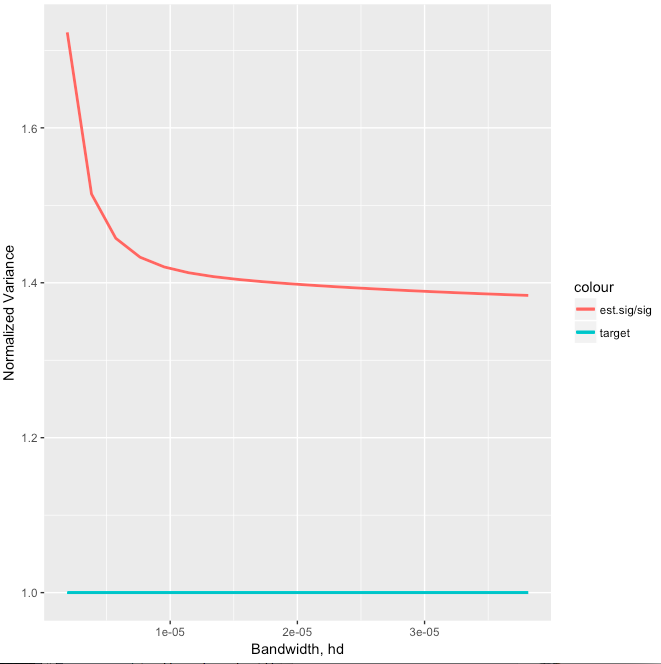 Normalized Variance
1.6
1.4
1.2
1.0
1e-05 2e-05 3e-05
Bandwidth, hd
colour
est.sig/sig
target